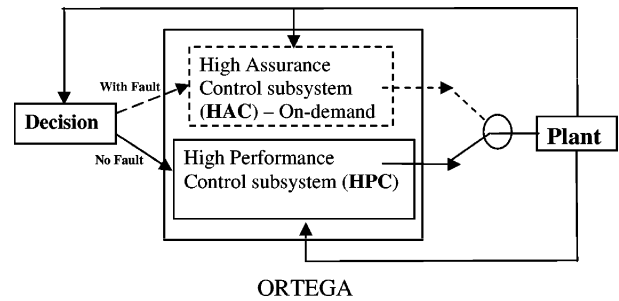 High Assurance
Control subsystem
(HAC) – On-demand
With Fault
Decision
Plant
No Fault
High Performance
Control subsystem (HPC)
ORTEGA